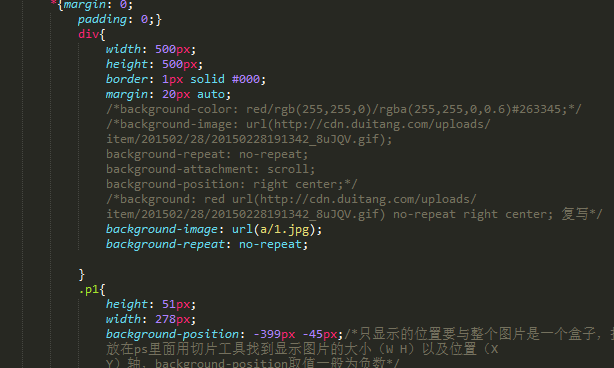 *{margin: 0;
padding: 0;}
div{
width: 500px;
height: 500px;
border: 1px solid #000;
margin: 20px auto;
/*background-color: red/rgb(255,255,0)/rgba(255,255,0,0.6)#263345;*/
/*background-image: url(http://cdn.duitang.com/uploads/
item/201502/28/20150228191342_8uJQV.gif);
background-repeat: no-repeat;
background-attachment: scroll;
background-position: right center;*/
/*background: red url(http://cdn.duitang.com/uploads/
item/201502/28/20150228191342_8uJQV.gif) no-repeat right center; 复写*/
background-image: url(a/1.jpg);
background-repeat: no-repeat;
}
.p1{
height: 51px;
width: 278px;
background-position: -399px -45px;/*只显示的位置要与整个图片是一个盒子，
放在ps里面用切片工具找到显示图片的大小（W H）以及位置（X
Y）轴，background-position取值一般为负数*/